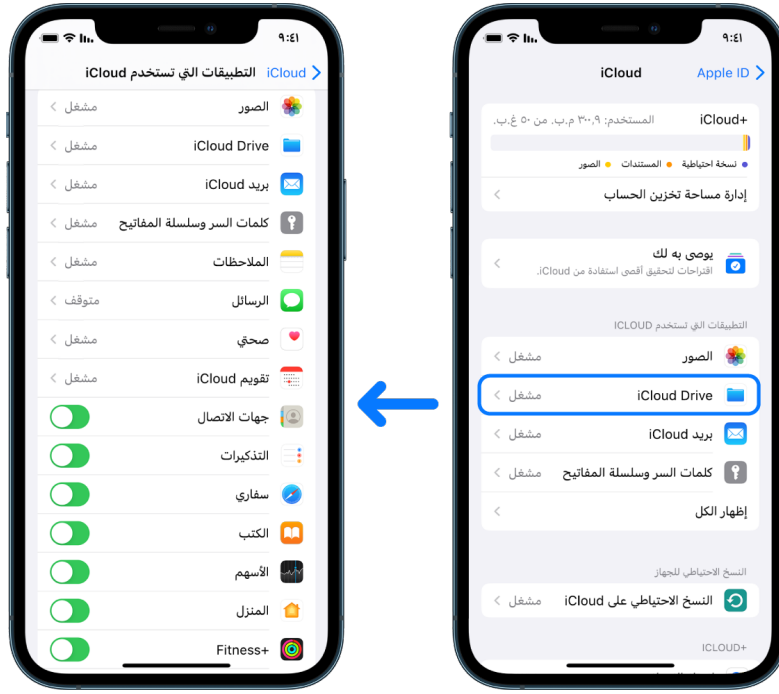 ٩:٤١
Apple ID
iCloud
iCloud+
المستخدم: ٣٠٠,٩ م.ب. من ٥٠ غ.ب.
نسخة احتياطية المستندات الصور
إدارة مساحة تخزين الحساب
يوصى به لك
اقتراحات لتحقيق أقصى استفادة من iCloud.
التطبيقات التي تستخدم ICLOUD
الصور مشغل
iCloud Drive مشغل
بريد iCloud مشغل
كلمات السر وسلسلة المفاتيح مشغل
إظهار الكل
النسخ الاحتياطي للجهاز
النسخ الاحتياطي على iCloud مشغل
ICLOUD+
٩:٤١
iCloud التطبيقات التي تستخدم iCloud
الصور مشغل
iCloud Drive مشغل
بريد iCloud مشغل
كلمات السر وسلسلة المفاتيح مشغل
الملاحظات مشغل
الرسائل متوقف
صحتي مشغل
تقويم iCloud مشغل
جهات الاتصال
التذكيرات
سفاري
الكتب
الأسهم
المنزل
Fitness+